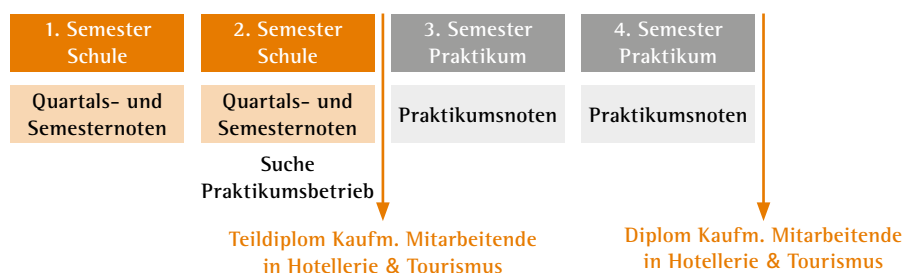 1. Semester
Schule
2. Semester
Schule
3. Semester
Praktikum
4. Semester
Praktikum
Quartals- und
Semesternoten
Quartals- und
Semesternoten
Praktikumsnoten
Praktikumsnoten
Suche
Praktikumsbetrieb
Teildiplom Kaufm. Mitarbeitende
in Hotellerie & Tourismus
Diplom Kaufm. Mitarbeitende
in Hotellerie & Tourismus